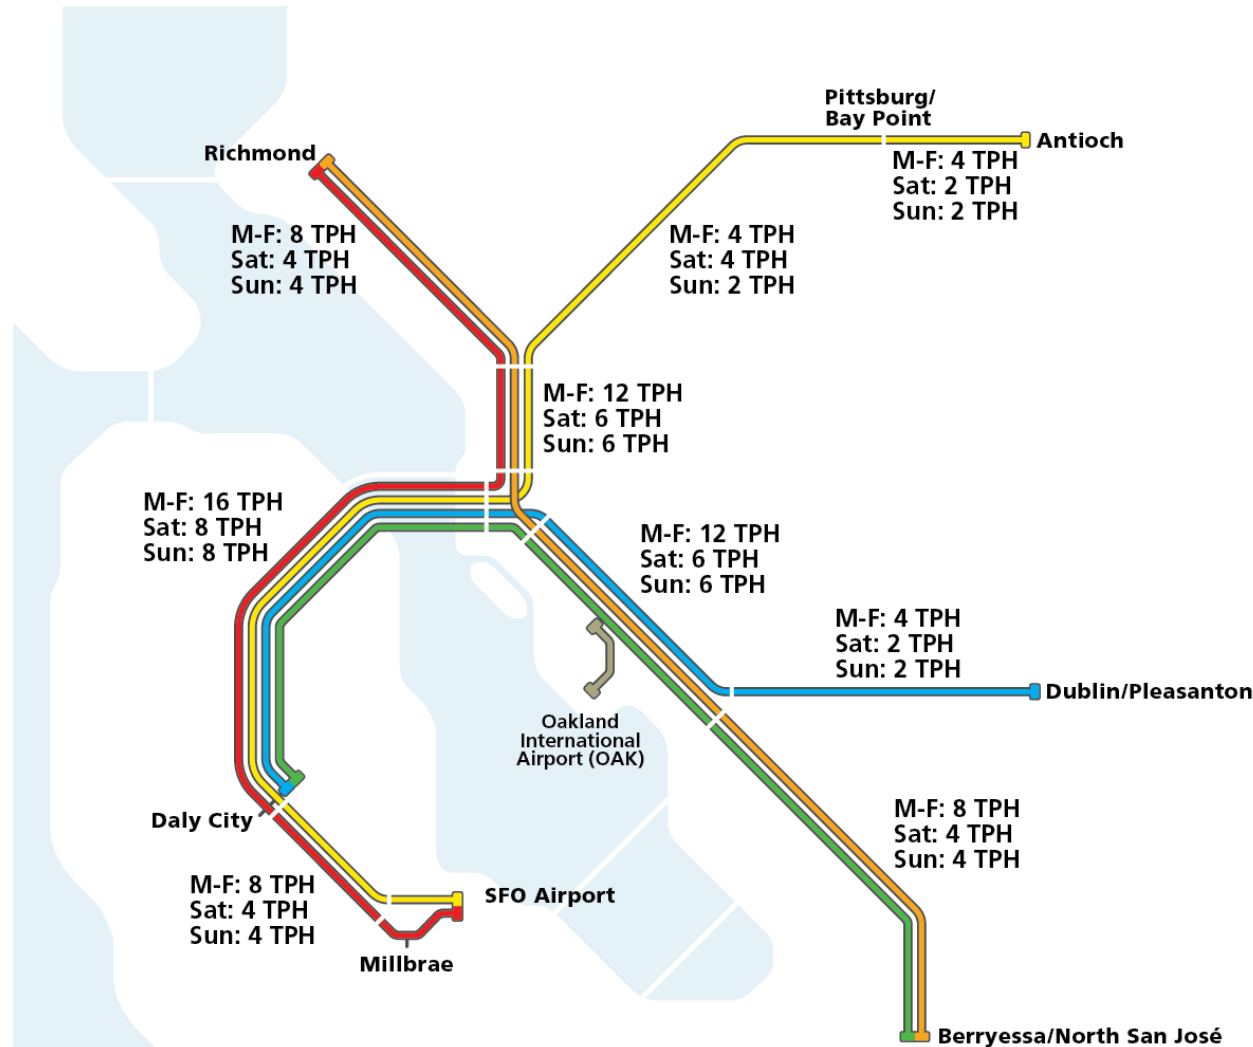 Pittsburg/
Bay Point
Antioch
Richmond
M-F: 4 TPH
Sat: 2 TPH
Sun: 2 TPH
M-F: 8 TPH
Sat: 4 TPH
Sun: 4 TPH
M-F: 4 TPH
Sat: 4 TPH
Sun: 2 TPH
M-F: 12 TPH
Sat: 6 TPH
Sun: 6 TPH
M-F: 16 TPH
Sat: 8 TPH
Sun: 8 TPH
M-F: 12 TPH
Sat: 6 TPH
Sun: 6 TPH
M-F: 4 TPH
Sat: 2 TPH
Sun: 2 TPH
Dublin/Pleasanton
Oakland
International
Airport (OAK)
Daly City
M-F: 8 TPH
Sat: 4 TPH
Sun: 4 TPH
M-F: 8 TPH
Sat: 4 TPH
Sun: 4 TPH
SFO Airport
Millbrae
Berryessa/North San José